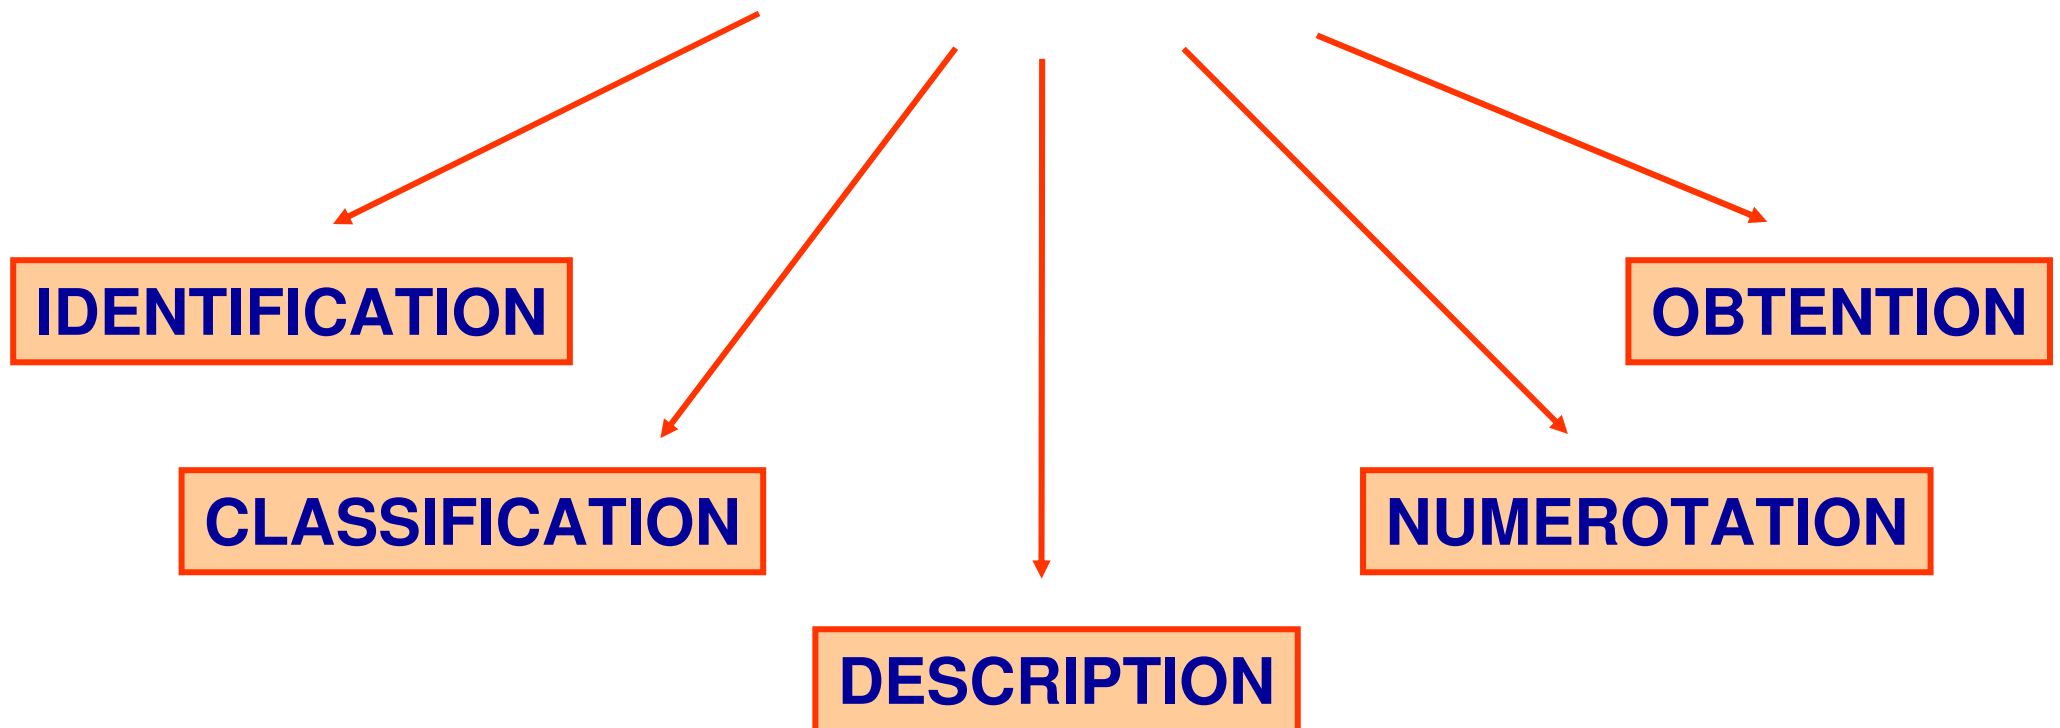 IDENTIFICATION
OBTENTION
CLASSIFICATION
NUMEROTATION
DESCRIPTION